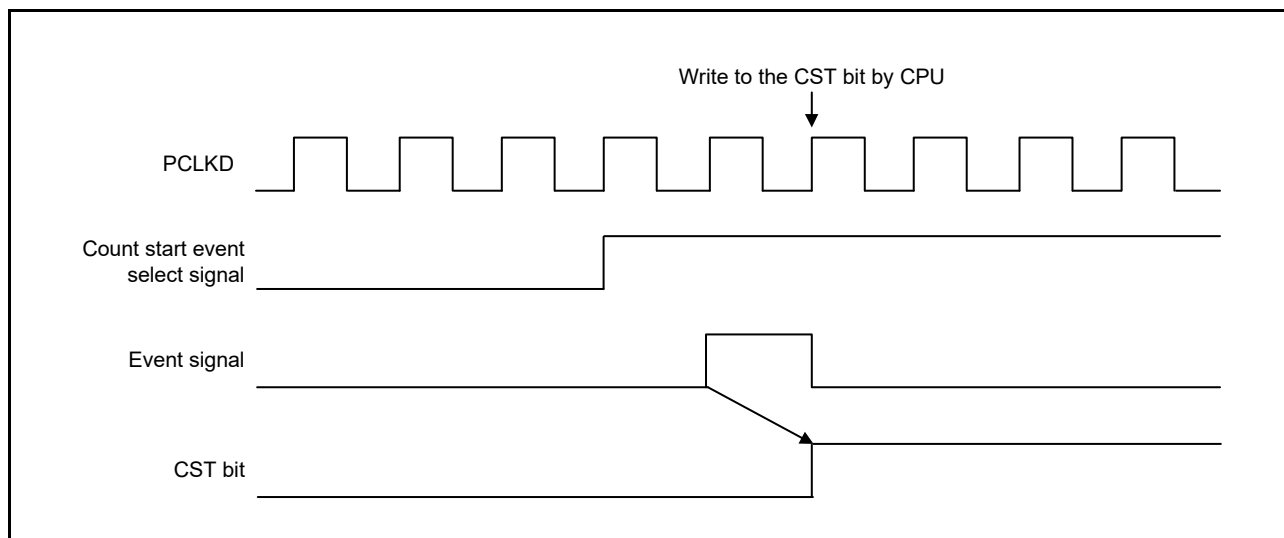 Write to the CST bit by CPU
PCLKD
Count start event
select signal
Event signal
CST bit